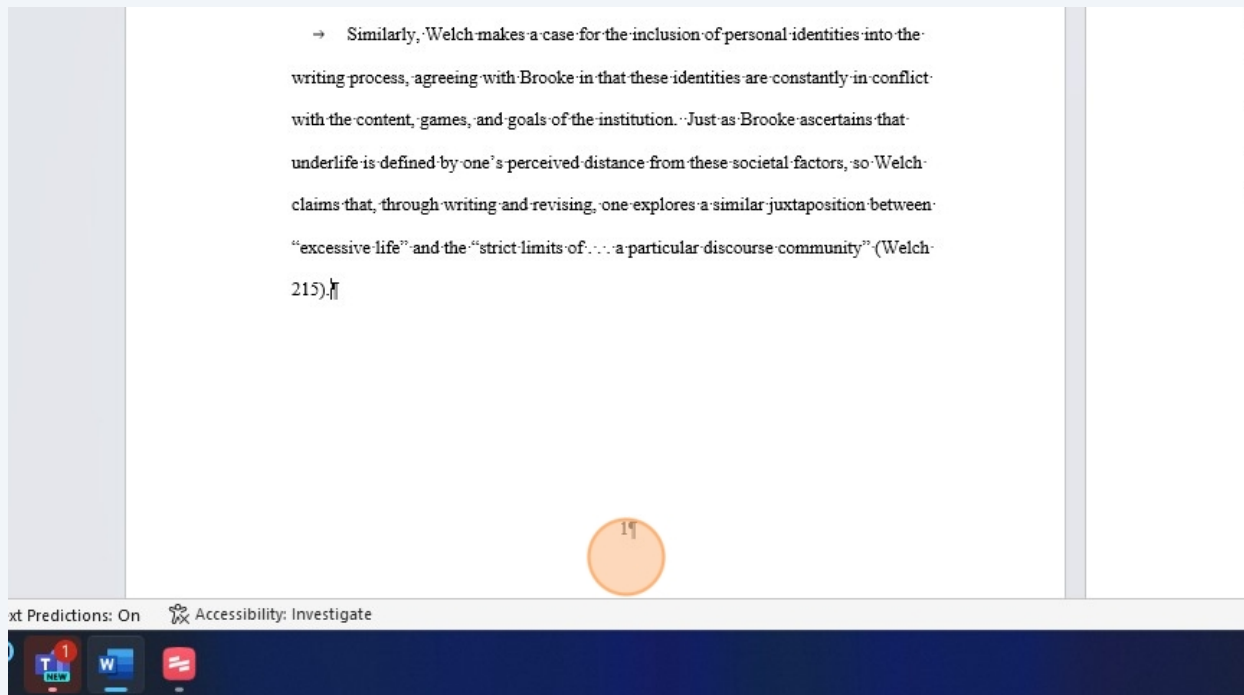 → Similarly, Welch makes a case for the inclusion of personal identities into the
writing process, agreeing with Brooke in that these identities are constantly in conflict
with the content, games, and goals of the institution.  Just as Brooke ascertains that
underlife is defined by one’s perceived distance from these societal factors, so Welch
claims that, through writing and revising, one explores a similar juxtaposition between
“excessive life” and the “strict limits of . . . a particular discourse community” (Welch
215).¶
1¶
xt Predictions: On Accessibility: Investigate
T 1 NEW W